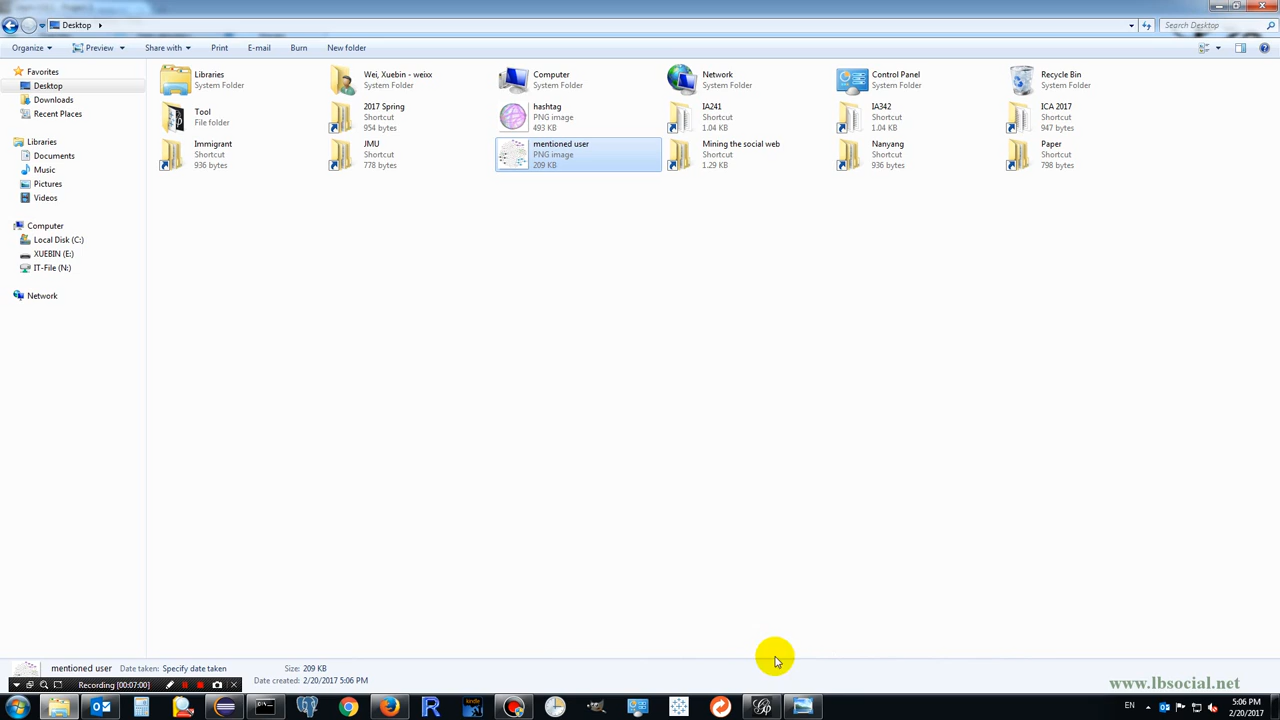 Desktop
Search Desktop
Organize Preview Share with Print E-mail Burn New folder
Favorites
Desktop
Downloads
Recent Places
Libraries
Documents
Music
Pictures
Videos
Computer
Local Disk (C:)
XUEBIN (E:)
IT-File (N:)
Network
Libraries
System Folder
Wei, Xuebin - weixx
System Folder
Computer
System Folder
Network
System Folder
Control Panel
System Folder
Recycle Bin
System Folder
Tool
File folder
2017 Spring
Shortcut
954 bytes
hashtag
PNG image
493 KB
IA241
Shortcut
1.04 KB
IA342
Shortcut
1.04 KB
ICA 2017
Shortcut
947 bytes
Immigrant
Shortcut
936 bytes
JMU
Shortcut
778 bytes
mentioned user
PNG image
209 KB
Mining the social web
Shortcut
1.29 KB
Nanyang
Shortcut
936 bytes
Paper
Shortcut
798 bytes
mentioned user Date taken: Specify date taken Size: 209 KB
Date created: 2/20/2017 5:06 PM
Recording [00:07:00]
www.lbsocial.net
EN
5:06 PM
2/20/2017